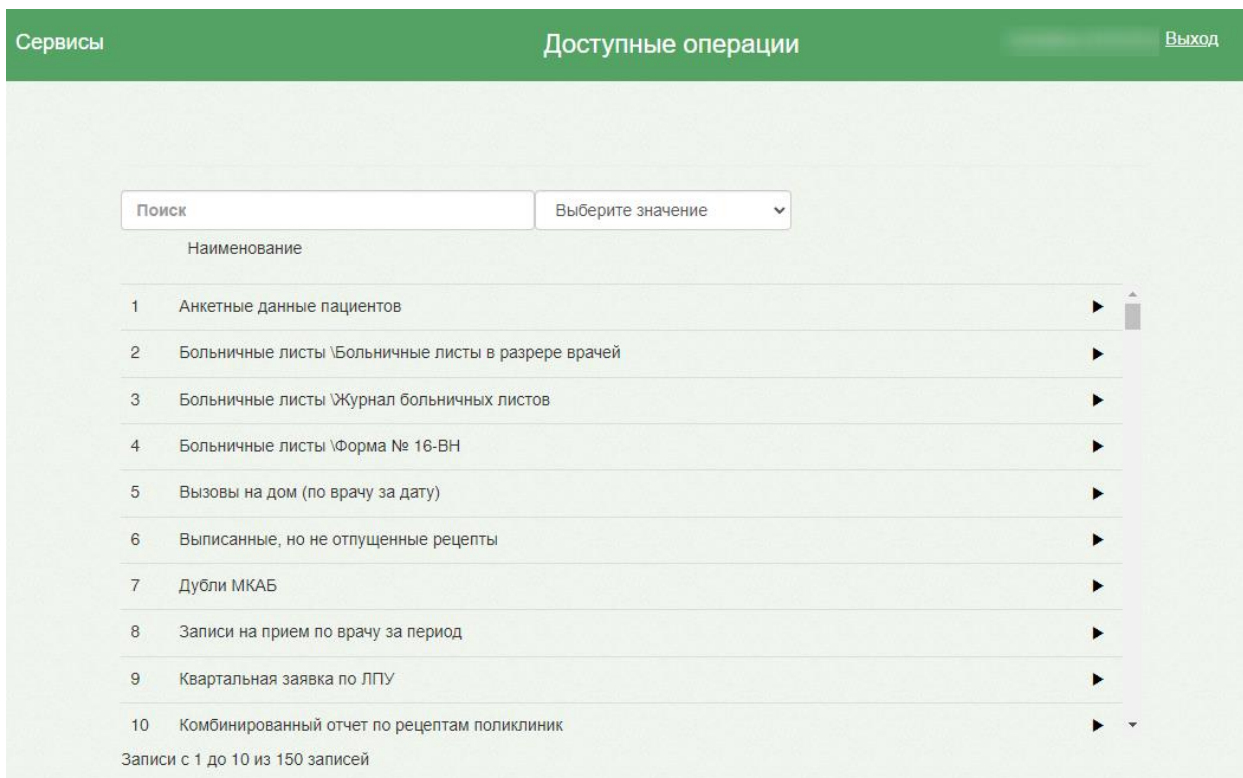 Сервисы
Доступные операции
Выход
Поиск
Выберите значение
Наименование
1 Анкетные данные пациентов
2 Больничные листы \Больничные листы в разрере врачей
3 Больничные листы \Журнал больничных листов
4 Больничные листы \Форма № 16-ВН
5 Вызовы на дом (по врачу за дату)
6 Выписанные, но не отпущенные рецепты
7 Дубли МКАБ
8 Записи на прием по врачу за период
9 Квартальная заявка по ЛПУ
10 Комбинированный отчет по рецептам поликлиник
Записи с 1 до 10 из 150 записей